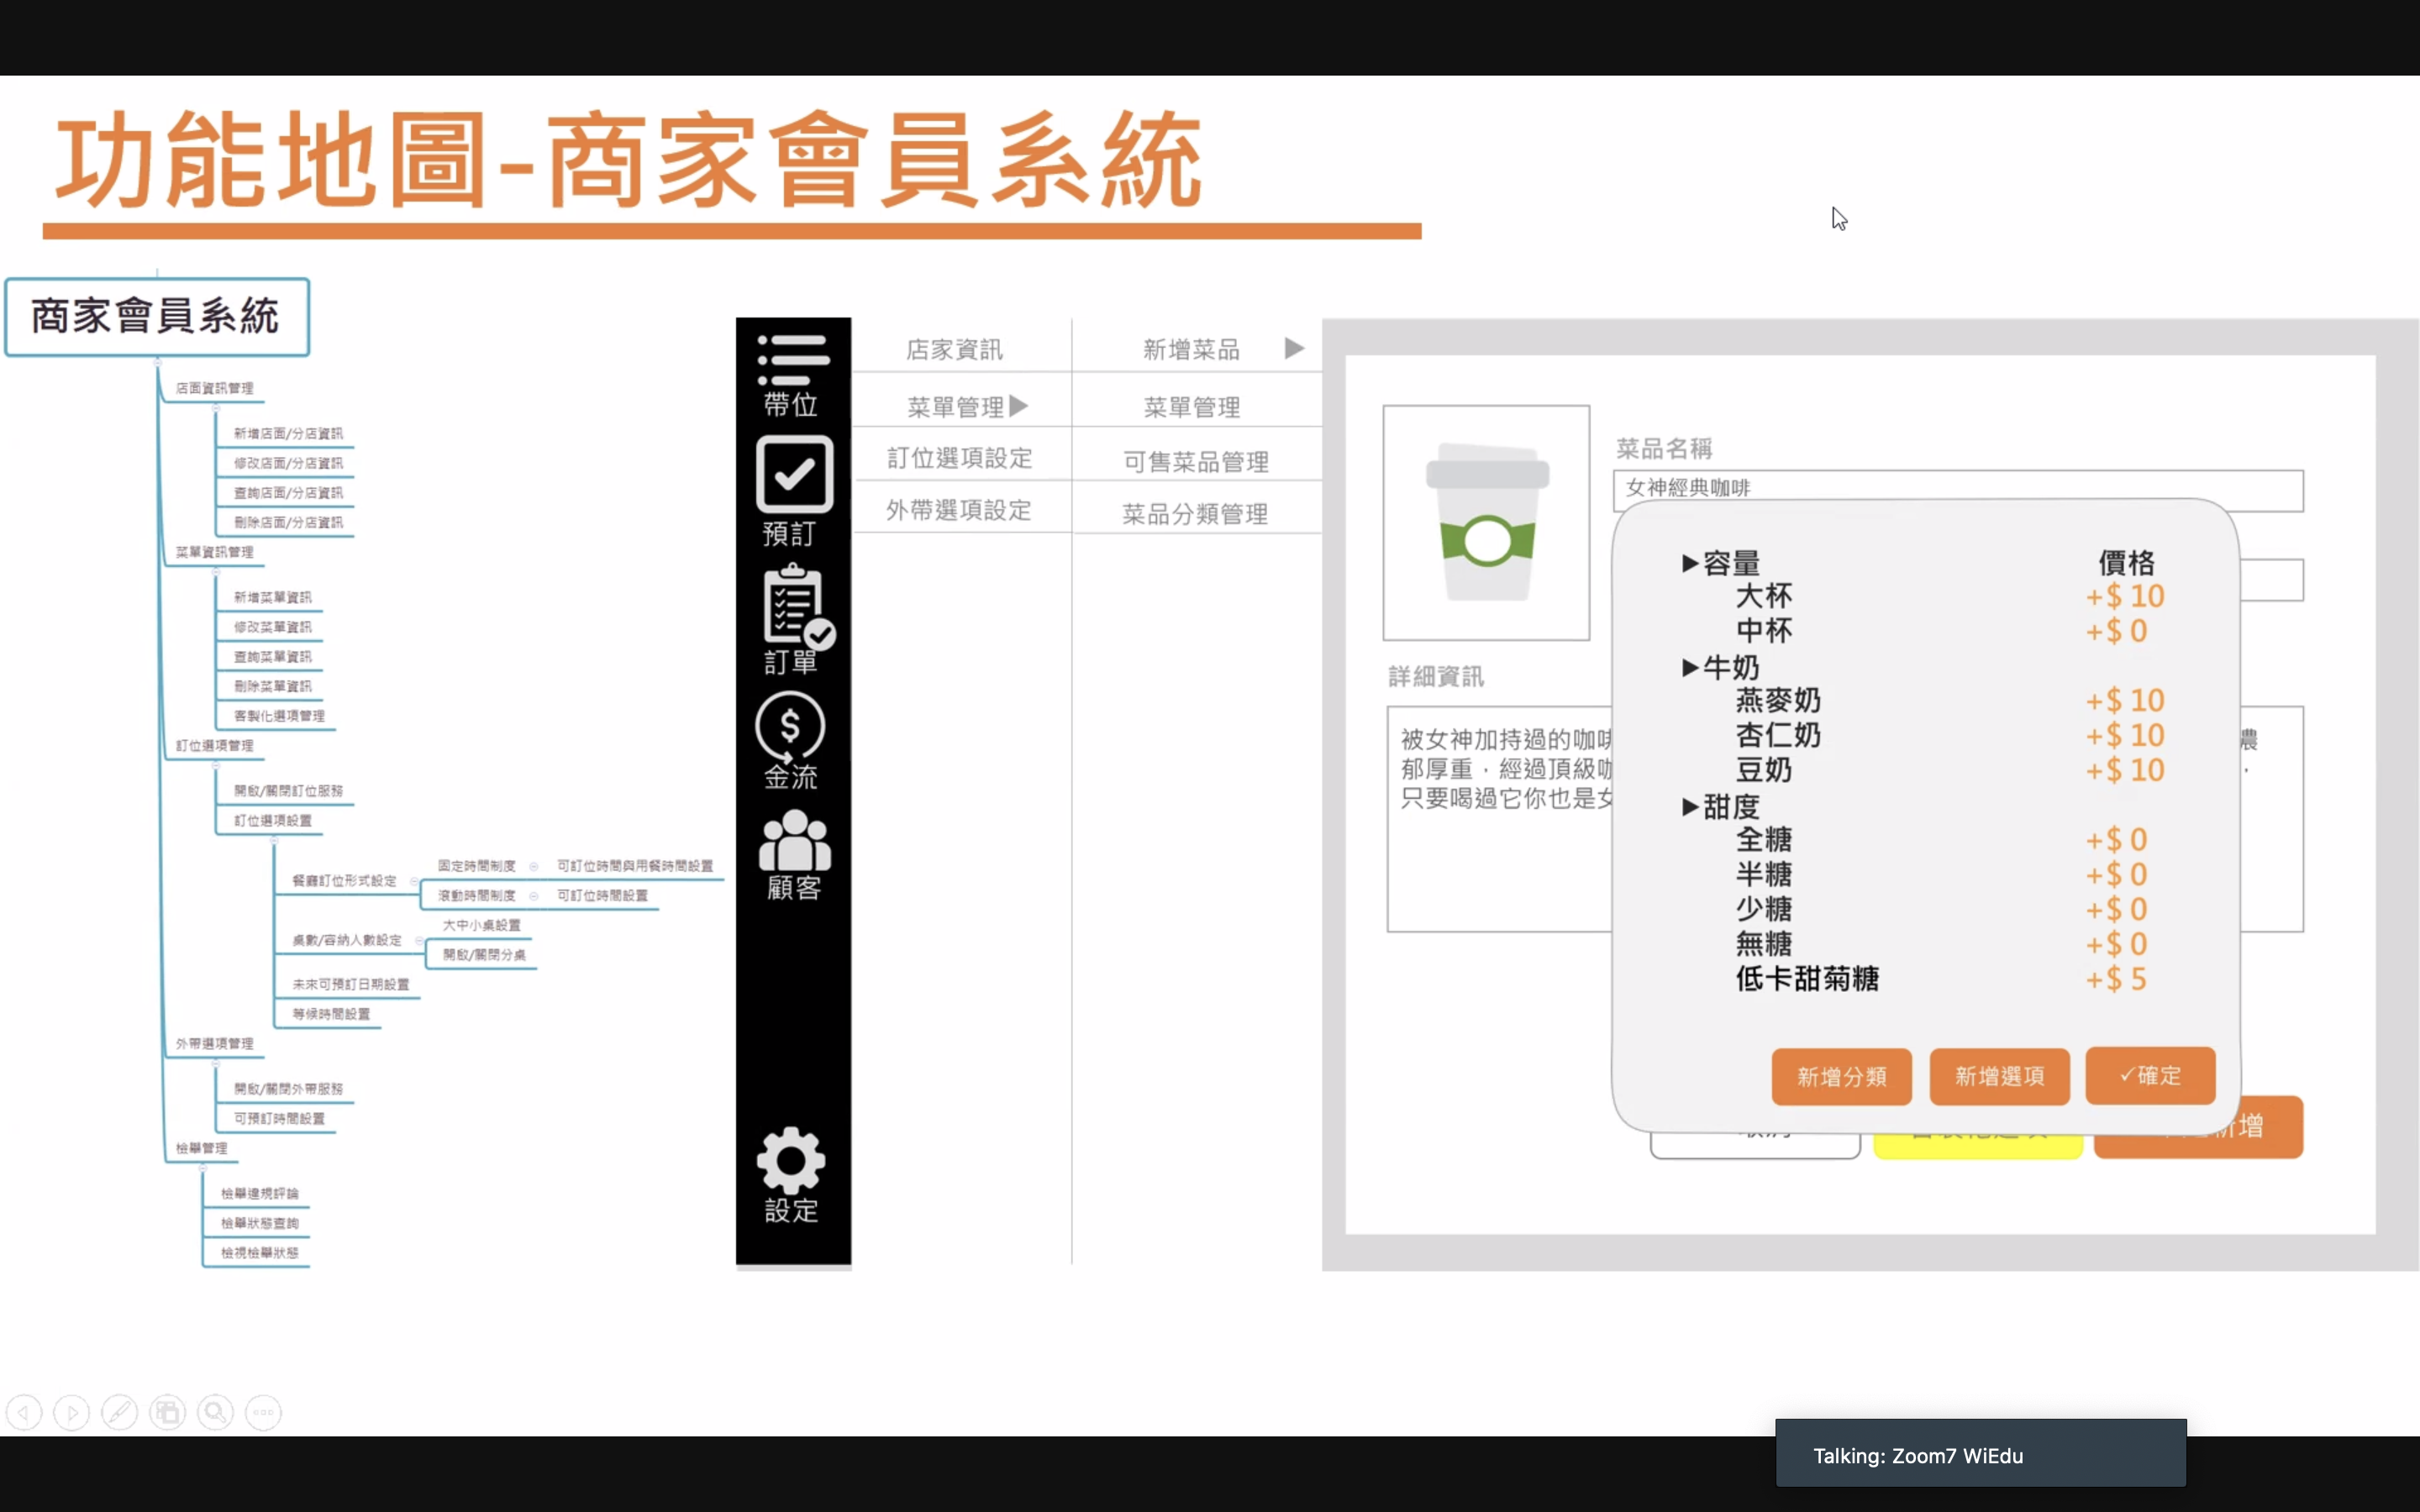 功能地圖-商家會員系統
商家會員系統
店面資訊管理
新增店面/分店資訊
修改店面/分店資訊
查詢店面/分店資訊
刪除店面/分店資訊
菜單資訊管理
新增菜單資訊
修改菜單資訊
查詢菜單資訊
刪除菜單資訊
客製化選項管理
訂位選項管理
開啟/關閉訂位服務
訂位選項設置
餐廳訂位形式設定
固定時間制度
可訂位時間與用餐時間設置
滾動時間制度
可訂位時間設置
桌數/容納人數設定
大中小桌設置
開啟/關閉分桌
未來可預訂日期設置
等候時間設置
外帶選項管理
開啟/關閉外帶服務
可預訂時間設置
檢舉管理
檢舉違規評論
檢舉狀態查詢
檢視檢舉狀態
帶位
預訂
訂單
金流
顧客
設定
店家資訊
菜單管理▶
訂位選項設定
外帶選項設定
新增菜品 ▶
菜單管理
可售菜品管理
菜品分類管理
菜品名稱
女神經典咖啡
詳細資訊
被女神加持過的咖 濃
郁厚重，經過頂級 ，
只要喝過它你也是
▶容量 價格
大杯 +$ 10
中杯 +$ 0
▶牛奶
燕麥奶 +$ 10
杏仁奶 +$ 10
豆奶 +$ 10
▶甜度
全糖 +$ 0
半糖 +$ 0
少糖 +$ 0
無糖 +$ 0
低卡甜菊糖 +$ 5
新增分類 新增選項 ✓確定
增
Talking: Zoom7 WiEdu